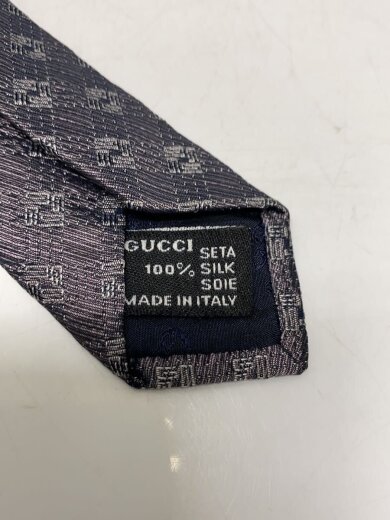 GUCCI SETA
100% SILK
SOIE
MADE IN ITALY